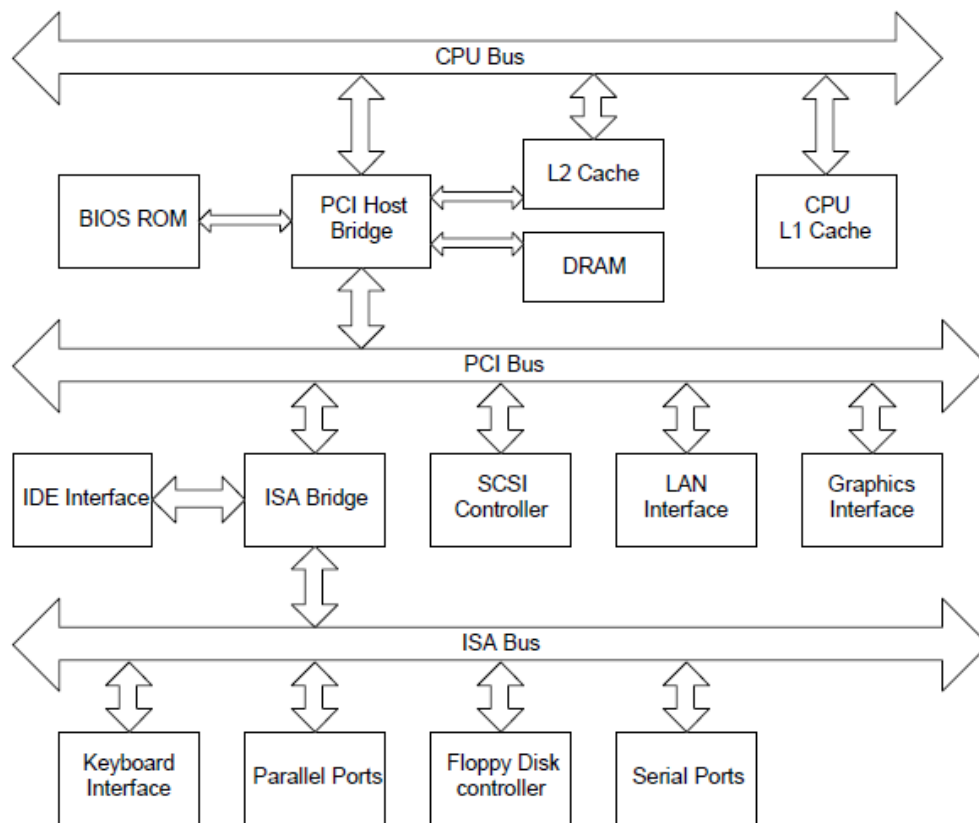 CPU Bus
L2 Cache
BIOS ROM
PCI Host
Bridge
CPU
L1 Cache
DRAM
PCI Bus
IDE Interface
ISA Bridge
SCSI
Controller
LAN
Interface
Graphics
Interface
ISA Bus
Keyboard
Interface
Parallel Ports
Floppy Disk
controller
Serial Ports